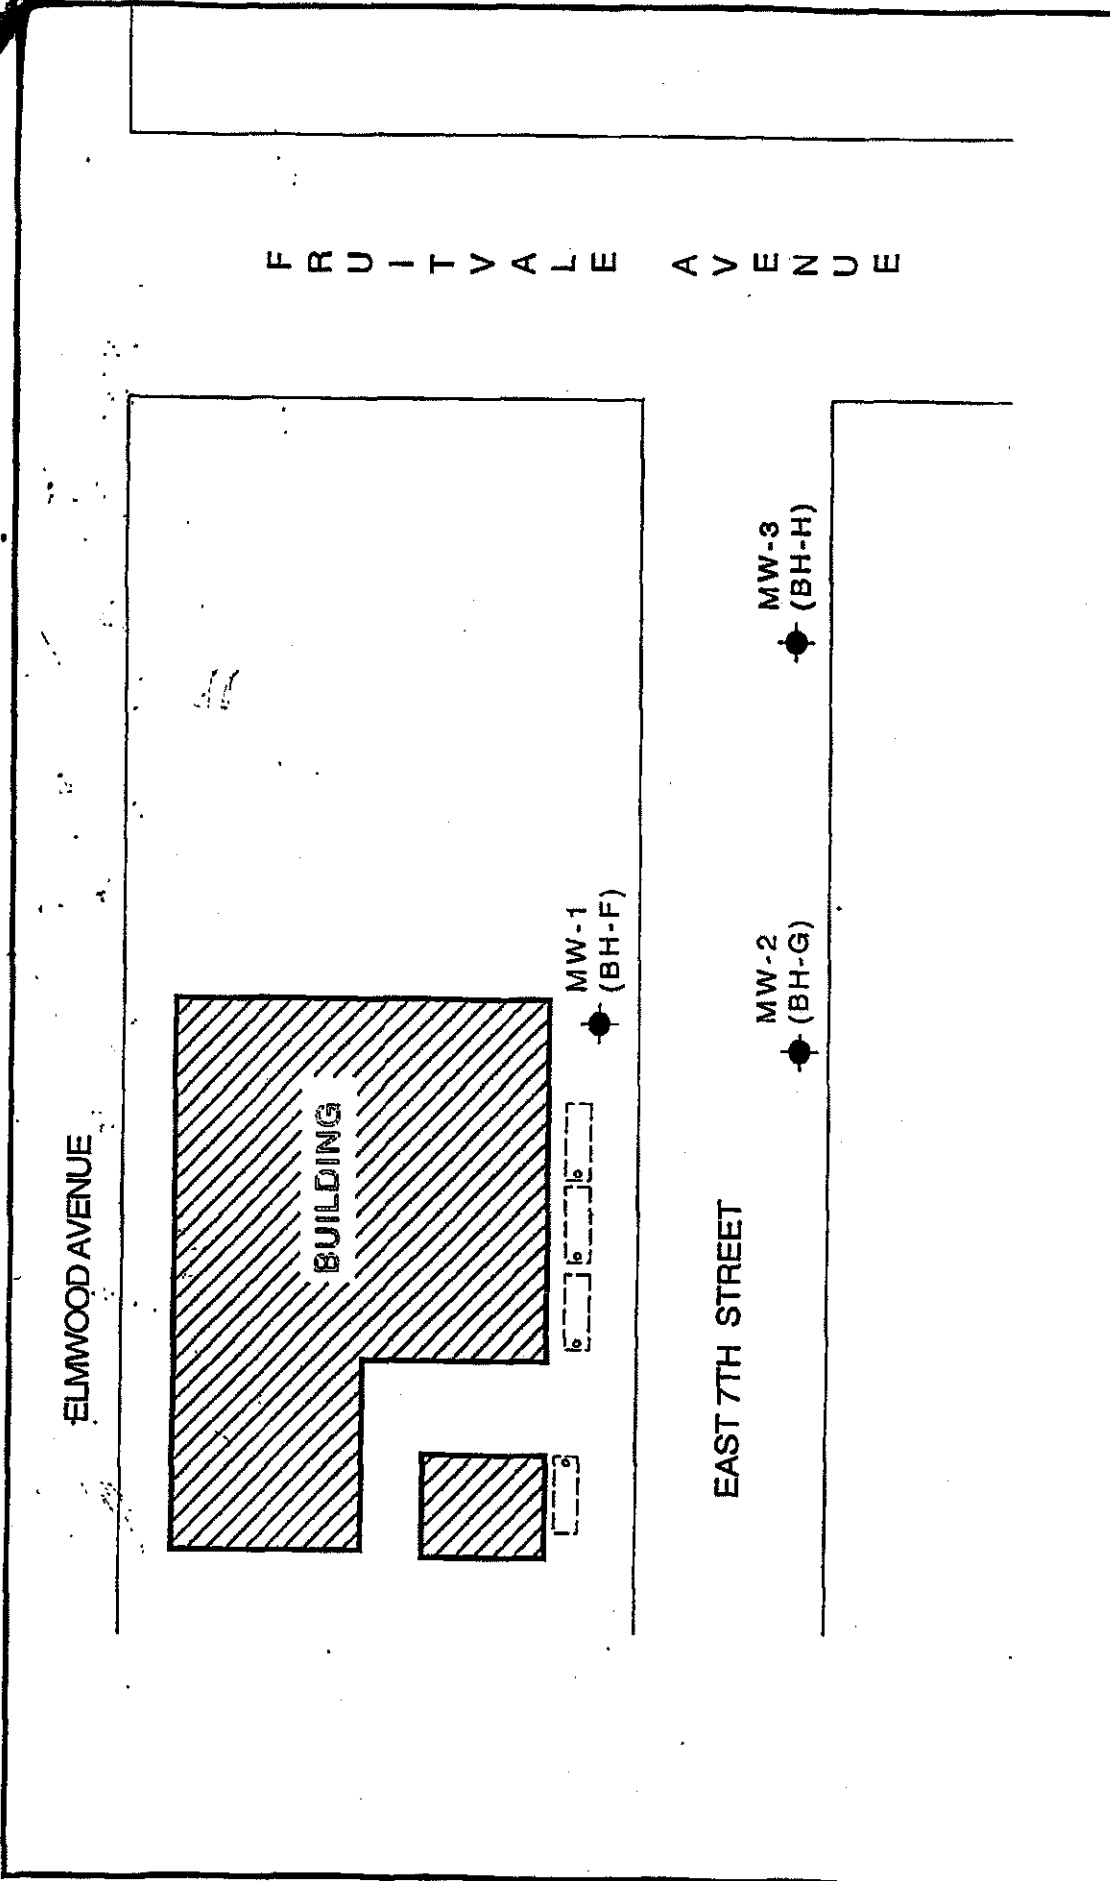 FRUITVALE AVENUE
MW-3
(BH-H)
MW-1
(BH-F)
MW-2
(BH-G)
ELMWOOD AVENUE
BUILDING
EAST 7TH STREET